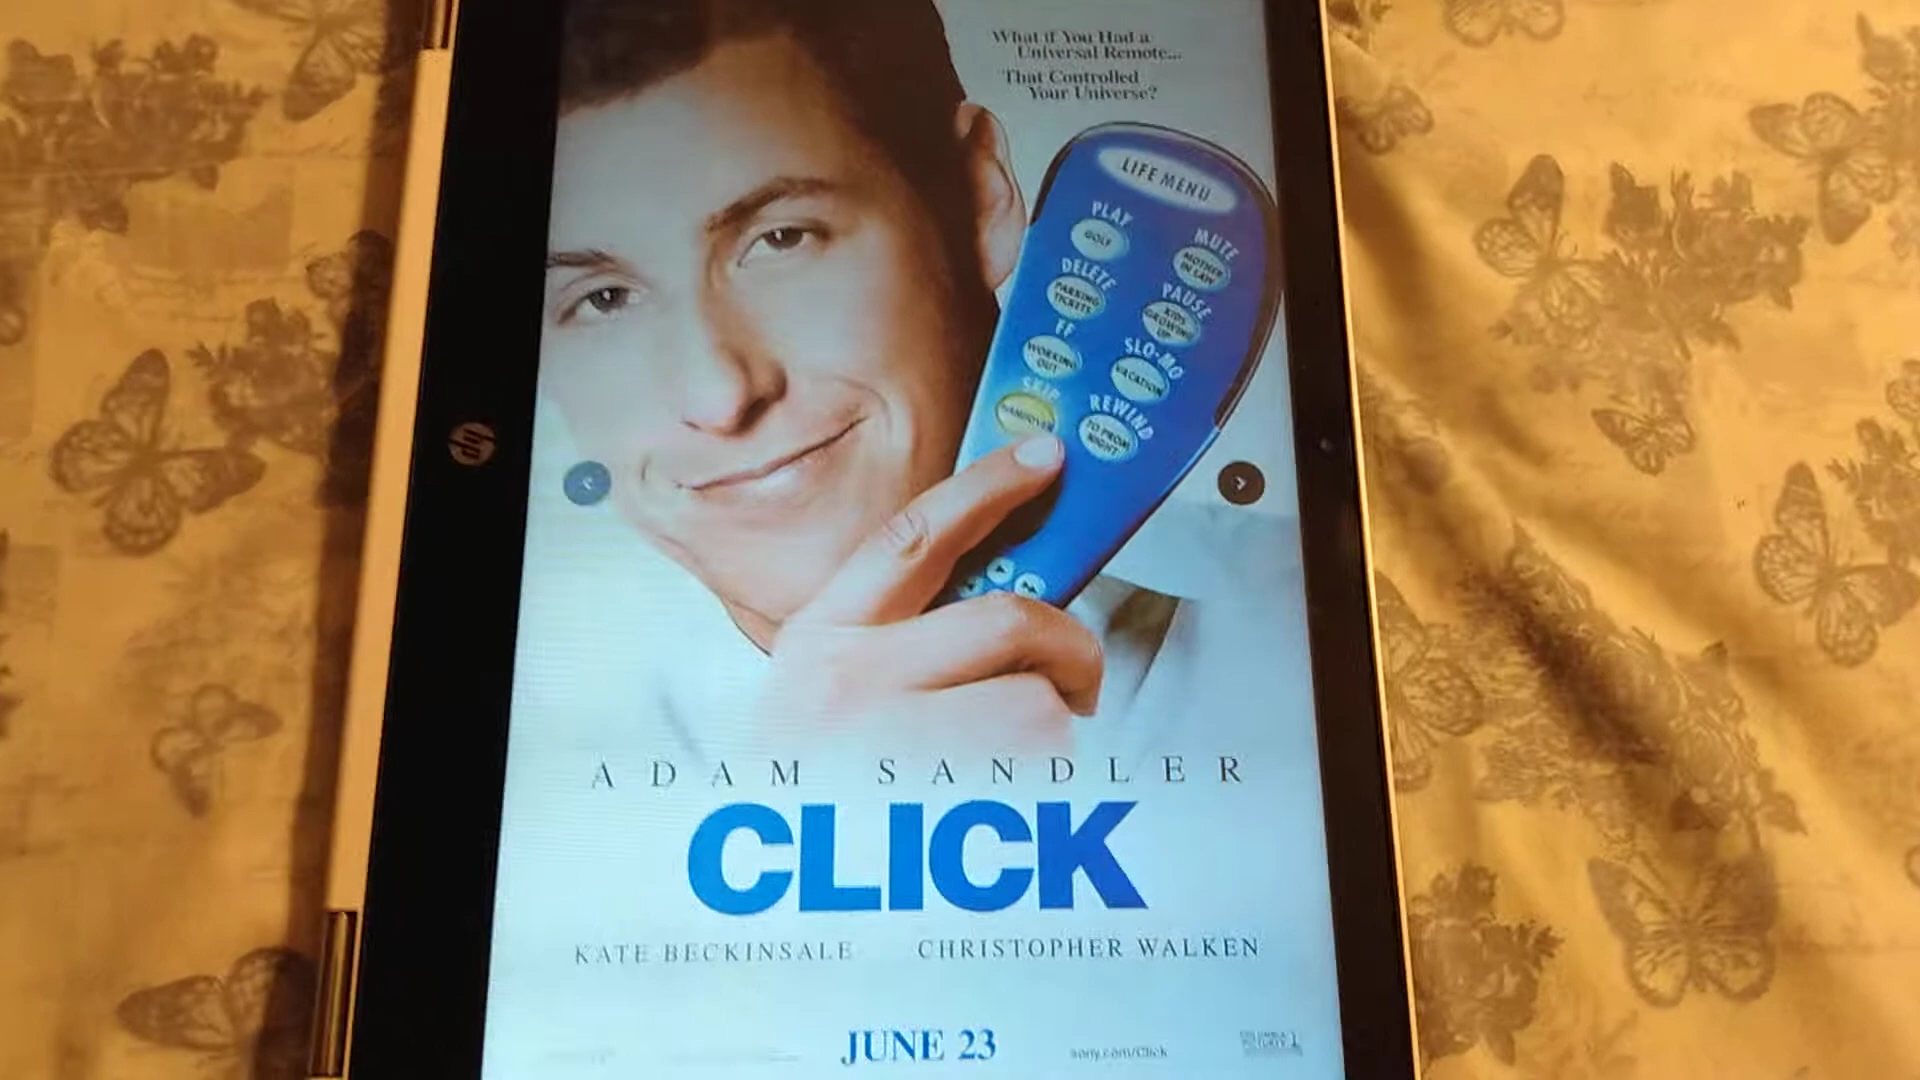 What if You Had a
Universal Remote...
That Controlled
Your Universe?
LIFE MENU
PLAY
GOLF
MUTE
MOTHER
IN LAW
DELETE
PARKING
TICKETS
PAUSE
KIDS
GROWING
UP
FF
WORKING
OUT
SLO-MO
VACATION
SKIP
HANGOVER
REWIND
TO PROM
NIGHT
hp
ADAM SANDLER
CLICK
KATE BECKINSALE CHRISTOPHER WALKEN
JUNE 23
sony.com/Click